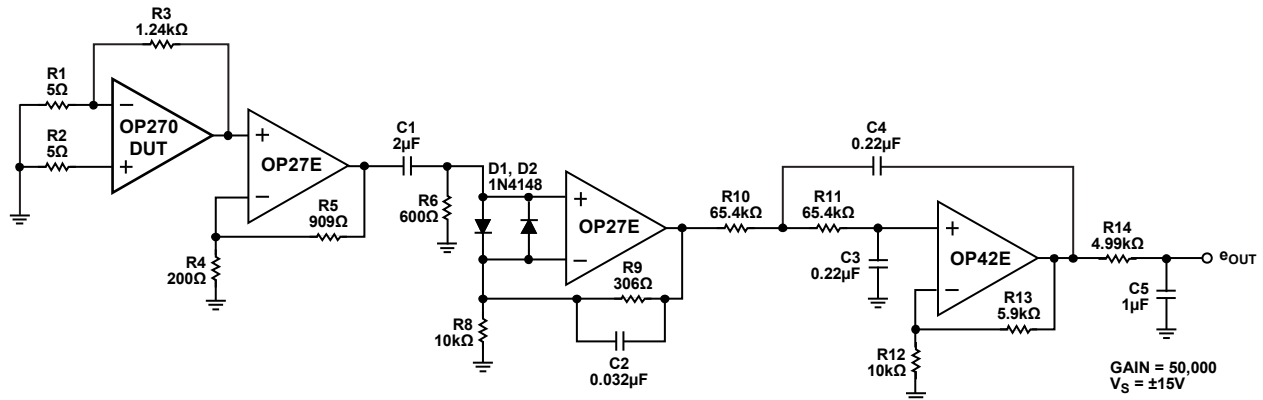 R3
1.24kΩ
R1
5Ω
R2
5Ω
−
+
OP270
DUT
+
−
OP27E
R5
909Ω
R4
200Ω
C1
2µF
R6
600Ω
D1, D2
1N4148
+
−
OP27E
R9
306Ω
R8
10kΩ
C2
0.032µF
R10
65.4kΩ
R11
65.4kΩ
C4
0.22µF
C3
0.22µF
+
−
OP42E
R13
5.9kΩ
R12
10kΩ
R14
4.99kΩ
eOUT
C5
1µF
GAIN = 50,000
VS = ±15V